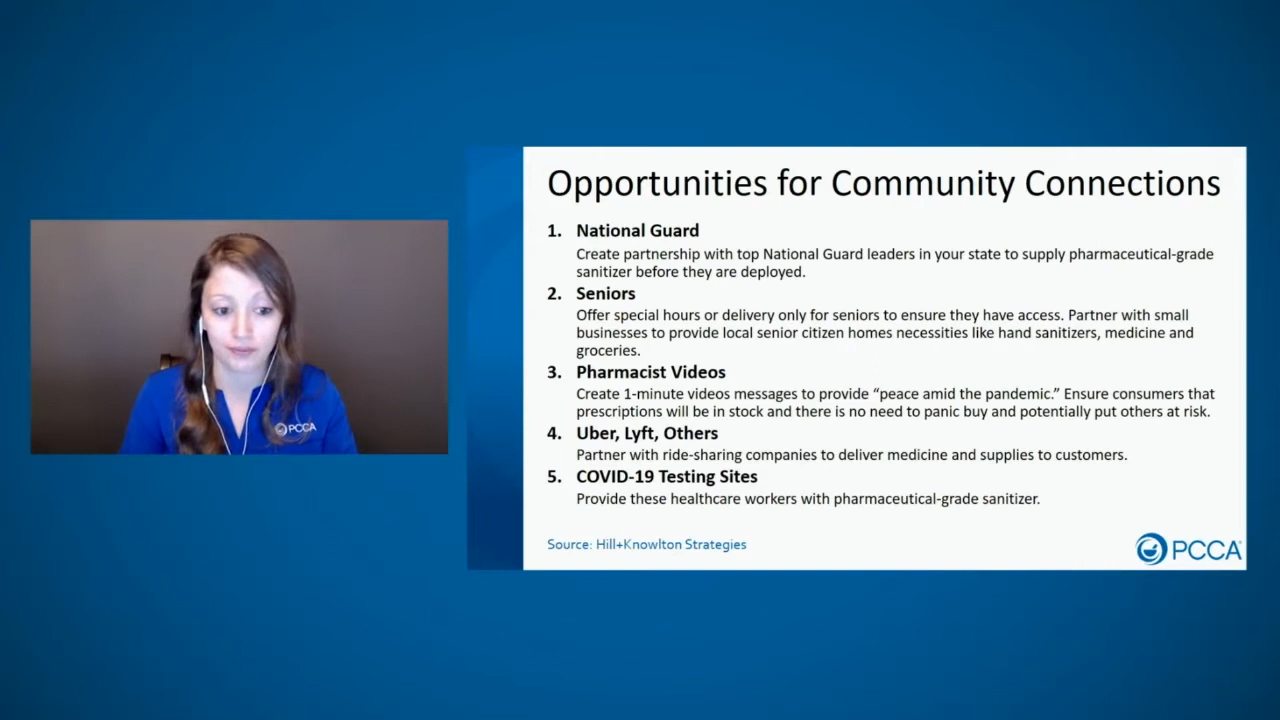 Opportunities for Community Connections
1. National Guard
Create partnership with top National Guard leaders in your state to supply pharmaceutical-grade
sanitizer before they are deployed.
2. Seniors
Offer special hours or delivery only for seniors to ensure they have access. Partner with small
businesses to provide local senior citizen homes necessities like hand sanitizers, medicine and
groceries.
3. Pharmacist Videos
Create 1-minute videos messages to provide “peace amid the pandemic.” Ensure consumers that
prescriptions will be in stock and there is no need to panic buy and potentially put others at risk.
4. Uber, Lyft, Others
Partner with ride-sharing companies to deliver medicine and supplies to customers.
5. COVID-19 Testing Sites
Provide these healthcare workers with pharmaceutical-grade sanitizer.
Source: Hill+Knowlton Strategies
PCCA
PCCA